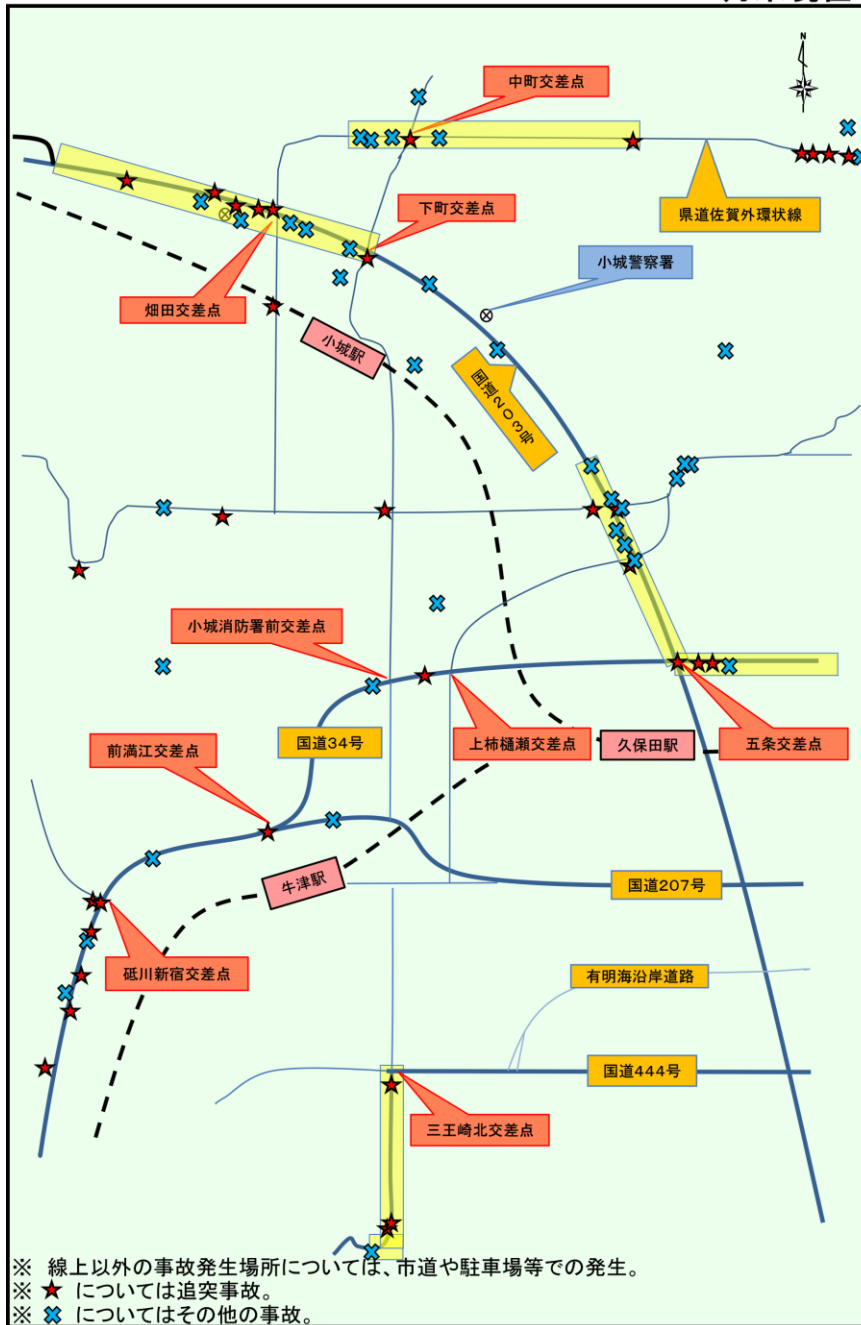 N
中町交差点
県道佐賀外環状線
下町交差点
小城警察署
畑田交差点
小城駅
国道203号
小城消防署前交差点
国道34号
上柿樋瀬交差点
久保田駅
五条交差点
前満江交差点
牛津駅
国道207号
砥川新宿交差点
有明海沿岸道路
国道444号
三王崎北交差点
※ 線上以外の事故発生場所については、市道や駐車場等での発生。
※ ★ については追突事故。
※ ✖ についてはその他の事故。